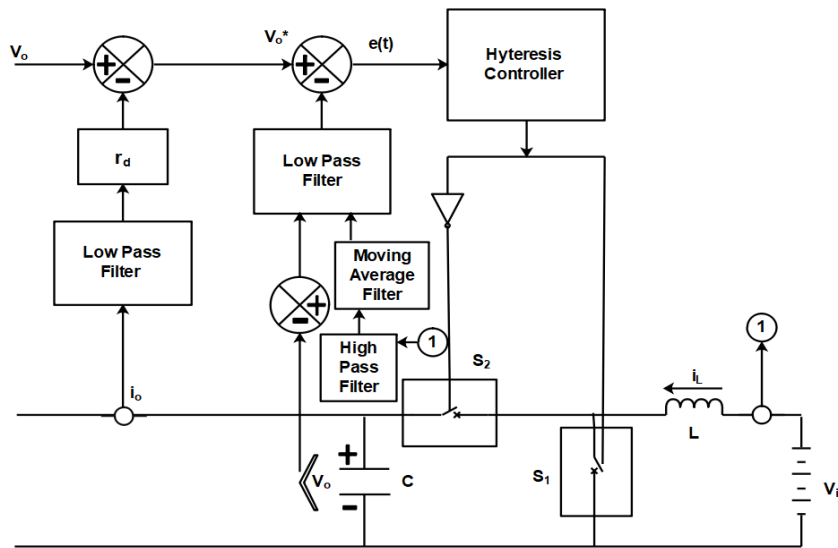 Vo
Vo*
e(t)
Hyteresis
Controller
rd
Low Pass
Filter
Low Pass
Filter
Moving
Average
Filter
High
Pass
Filter
1
S2
1
io
iL
L
Vo
C
S1
Vi